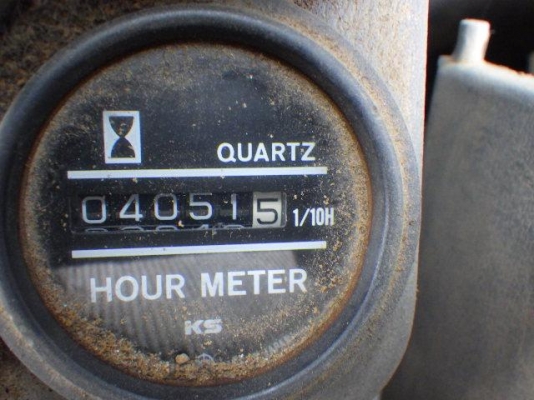 QUARTZ
040515 1/10H
HOUR METER
KS